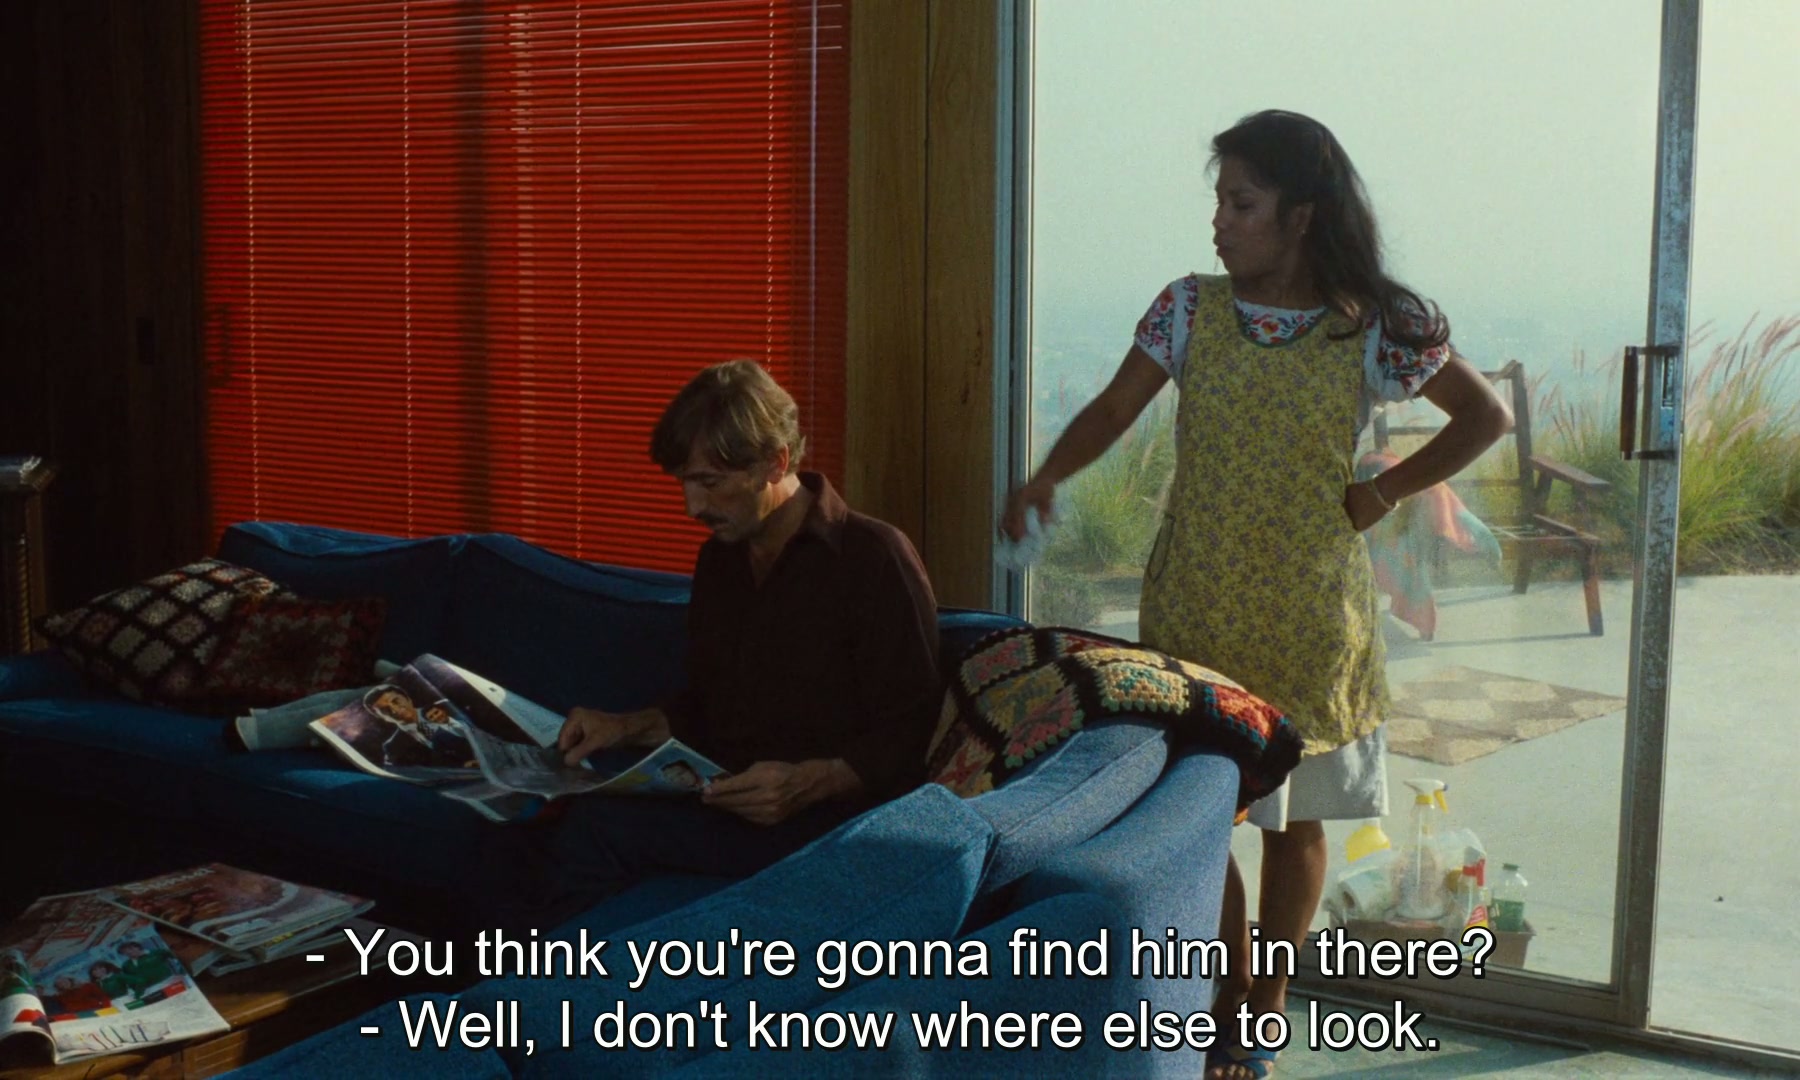 - You think you're gonna find him in there?
- Well, I don't know where else to look.